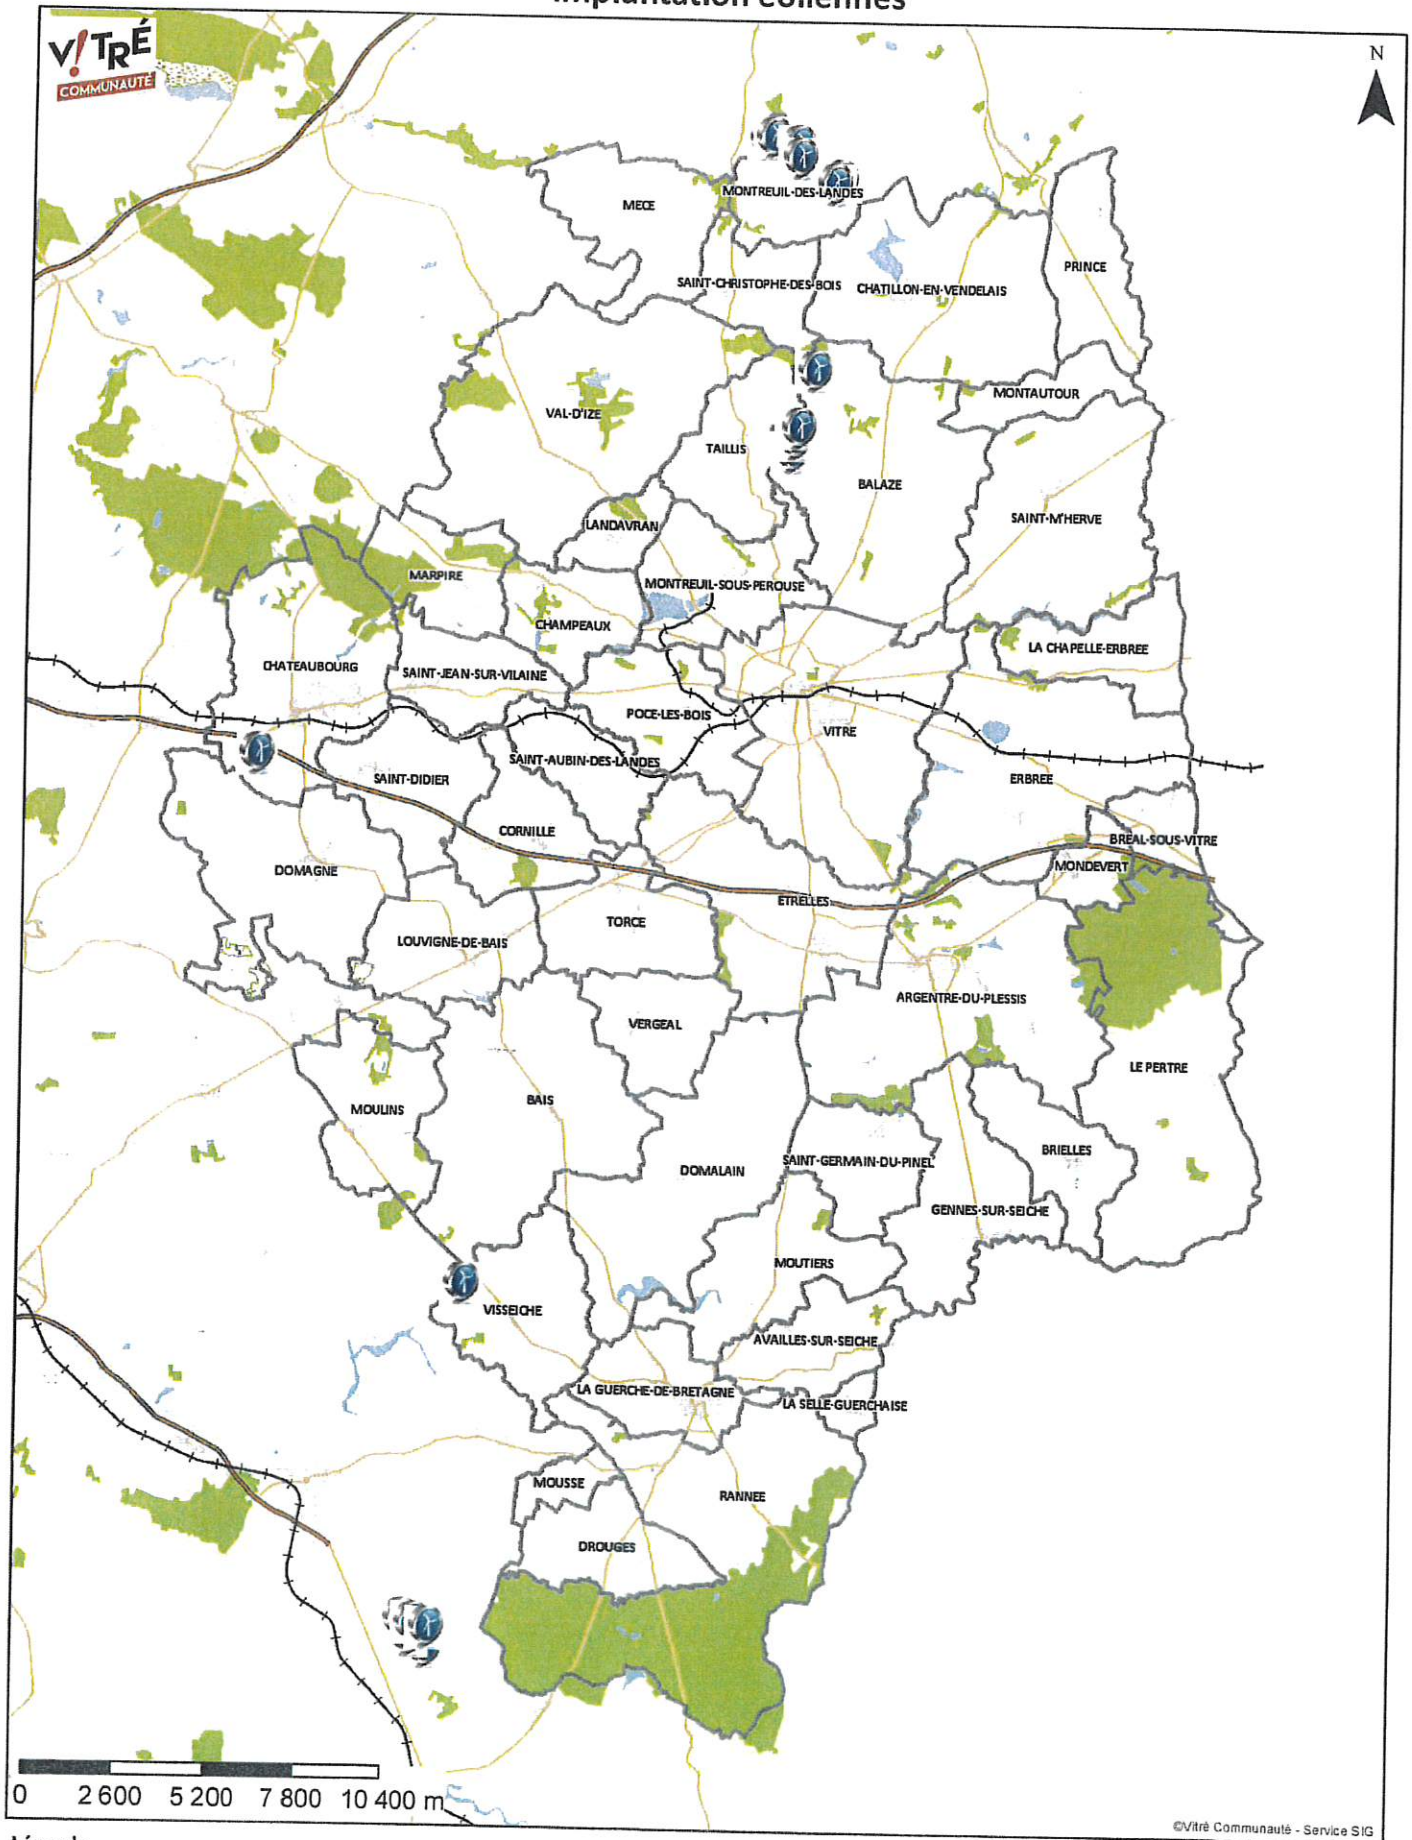 Implantation éoliennes
V!TRÉ
COMMUNAUTÉ
N
MONTREUIL-DES-LANDES
MECE
PRINCE
SAINT-CHRISTOPHE-DES-BOIS
CHATILLON-EN-VENDELAIS
MONTAUTOUR
VAL-D'IZE
TAILLIS
BALAZE
SAINT-M'HERVE
LANDAVRAN
MARPIRE
MONTREUIL-SOUS-PEROUSE
CHAMPEAUX
LA CHAPELLE-ERBREE
CHATEAUBOURG
SAINT-JEAN-SUR-VILAINE
POCE-LES-BOIS
VITRE
SAINT-AUBIN-DES-LANDES
SAINT-DIDIER
ERBREE
CORNILLE
BREAL-SOUS-VITRE
MONDEVERT
DOMAGNE
ETRELLES
TORCE
LOUVIGNE-DE-BAIS
ARGENTRE-DU-PLESSIS
VERGEAL
LE PERTRE
BAIS
MOULINS
BRIELLES
SAINT-GERMAIN-DU-PINEL
DOMALAIN
GENNES-SUR-SEICHE
MOUTIERS
VISSEICHE
AVAILLES-SUR-SEICHE
LA GUERCHE-DE-BRETAGNE
LA SELLE-GUERCHAISE
MOUSSE
RANNEE
DROUGES
0 2 600 5 200 7 800 10 400 m
©Vitré Communauté - Service SIG